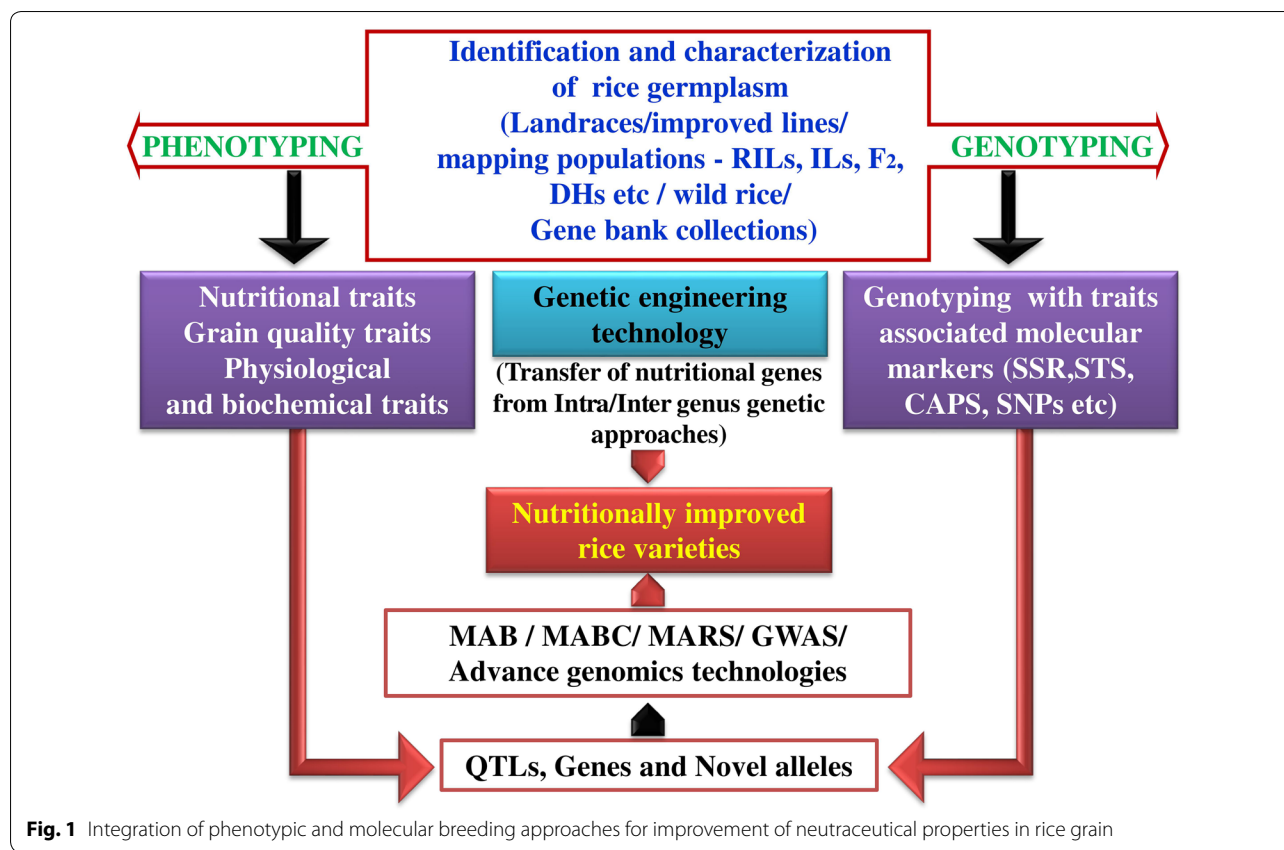 Identification and characterization
of rice germplasm
(Landraces/improved lines/
mapping populations - RILs, ILs, F2,
DHs etc / wild rice/
Gene bank collections)
PHENOTYPING
GENOTYPING
Nutritional traits
Grain quality traits
Physiological
and biochemical traits
Genetic engineering
technology
(Transfer of nutritional genes
from Intra/Inter genus genetic
approaches)
Genotyping with traits
associated molecular
markers (SSR,STS,
CAPS, SNPs etc)
Nutritionally improved
rice varieties
MAB / MABC/ MARS/ GWAS/
Advance genomics technologies
QTLs, Genes and Novel alleles
Fig. 1 Integration of phenotypic and molecular breeding approaches for improvement of neutraceutical properties in rice grain